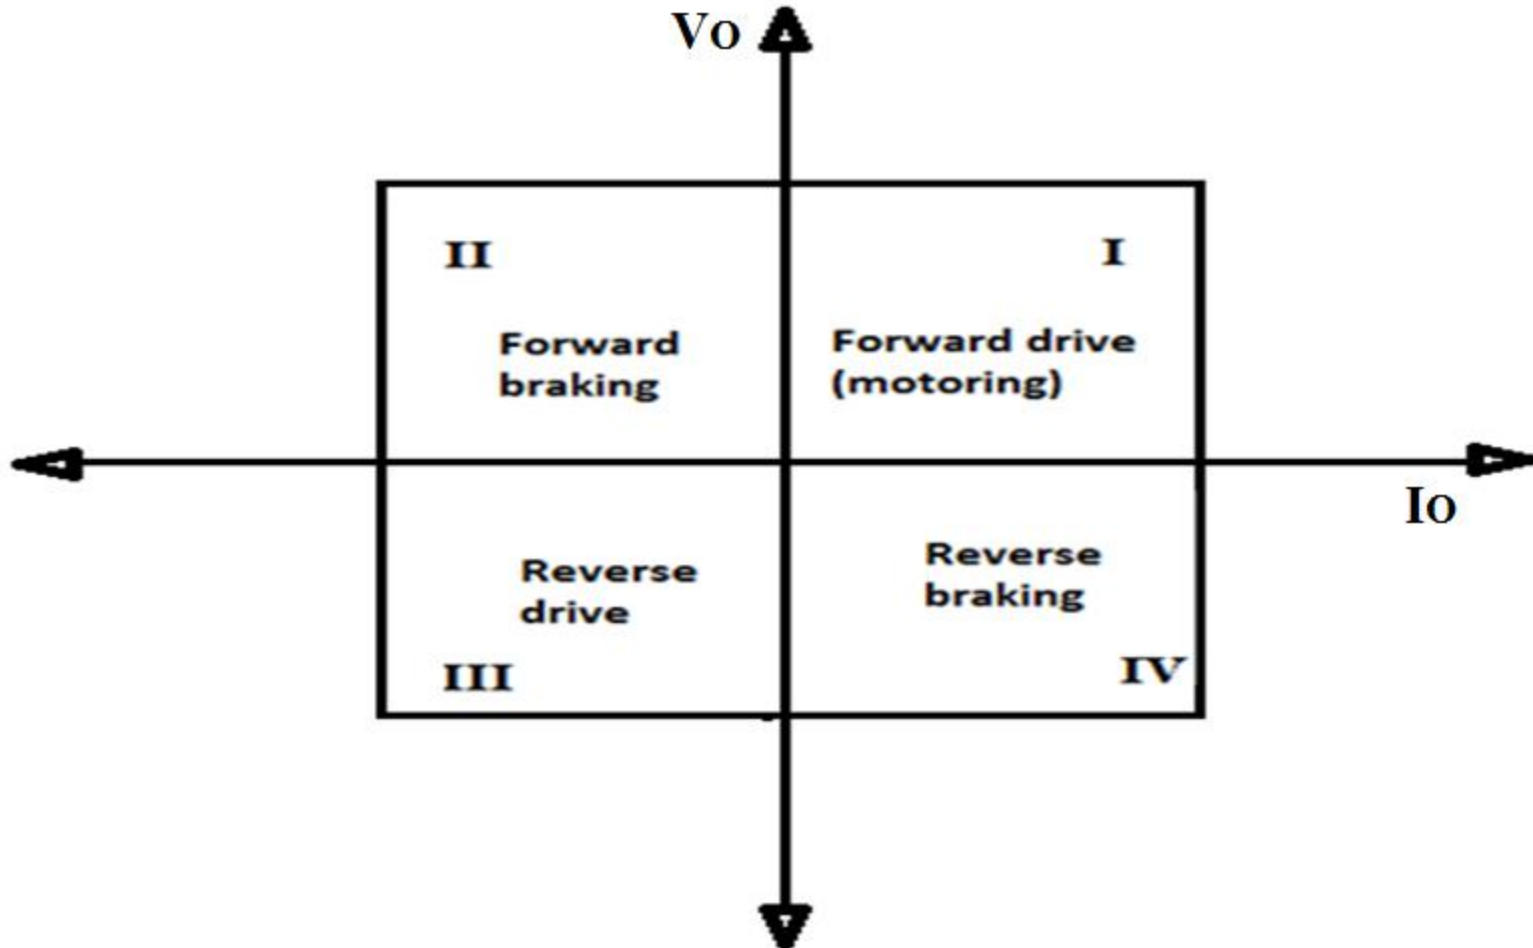 Vo
II
I
Forward
braking
Forward drive
(motoring)
Io
Reverse
drive
Reverse
braking
III
IV